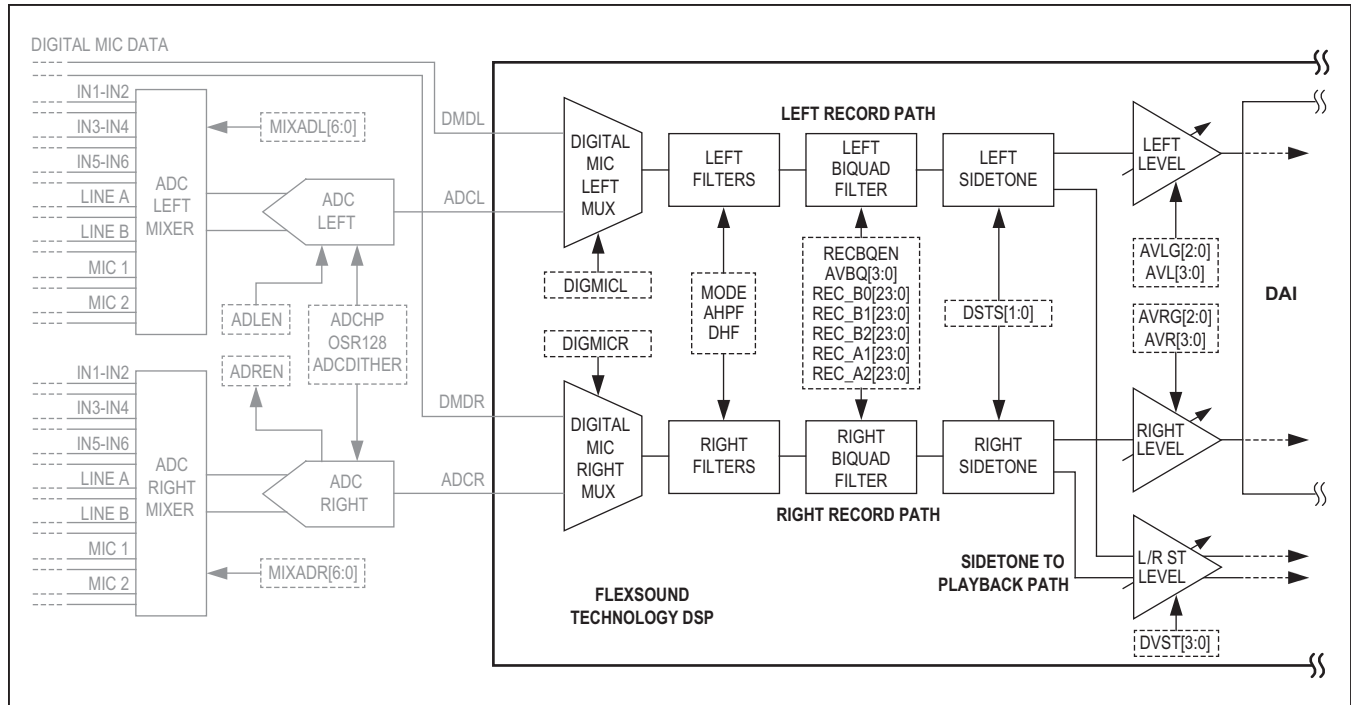 DIGITAL MIC DATA
IN1-IN2
IN3-IN4
IN5-IN6
LINE A
LINE B
MIC 1
MIC 2
ADC
LEFT
MIXER
MIXADL[6:0]
ADC
LEFT
ADLEN
ADCHP
OSR128
ADCDITHER
ADREN
DMDL
ADCL
IN1-IN2
IN3-IN4
IN5-IN6
LINE A
LINE B
MIC 1
MIC 2
ADC
RIGHT
MIXER
MIXADR[6:0]
ADC
RIGHT
DMDR
ADCR
DIGITAL
MIC
LEFT
MUX
DIGMICL
DIGMICR
DIGITAL
MIC
RIGHT
MUX
LEFT RECORD PATH
LEFT
FILTERS
LEFT
BIQUAD
FILTER
LEFT
SIDETONE
LEFT
LEVEL
MODE
AHPF
DHF
RECBQEN
AVBQ[3:0]
REC_B0[23:0]
REC_B1[23:0]
REC_B2[23:0]
REC_A1[23:0]
REC_A2[23:0]
DSTS[1:0]
AVLG[2:0]
AVL[3:0]
DAI
AVRG[2:0]
AVR[3:0]
RIGHT
FILTERS
RIGHT
BIQUAD
FILTER
RIGHT
SIDETONE
RIGHT
LEVEL
RIGHT RECORD PATH
SIDETONE TO
PLAYBACK PATH
L/R ST
LEVEL
DVST[3:0]
FLEXSOUND
TECHNOLOGY DSP